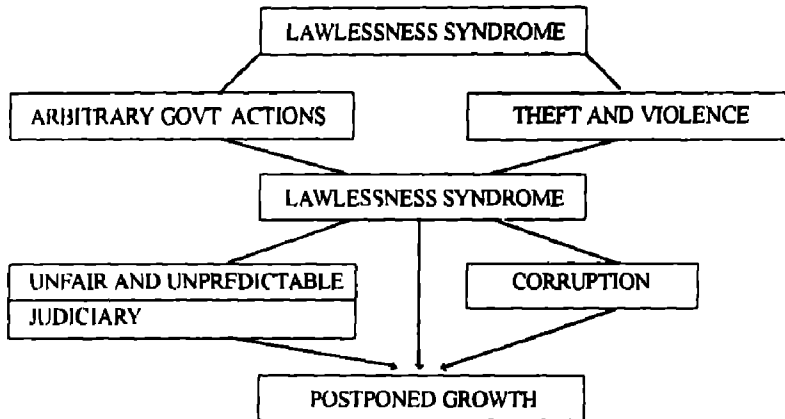 LAWLESSNESS SYNDROME
ARBITRARY GOVT ACTIONS
THEFT AND VIOLENCE
LAWLESSNESS SYNDROME
UNFAIR AND UNPREDICTABLE
JUDICIARY
CORRUPTION
POSTPONED GROWTH